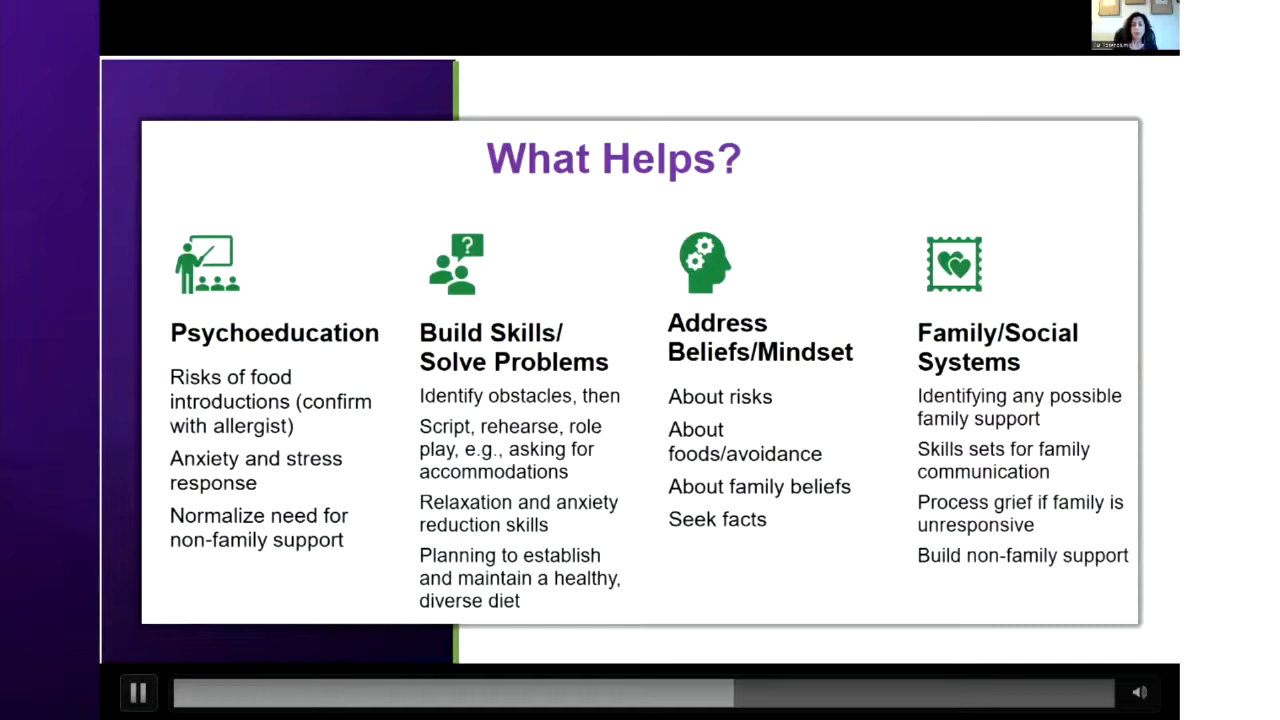 What Helps?
?
Psychoeducation
Risks of food
introductions (confirm
with allergist)
Anxiety and stress
response
Normalize need for
non-family support
Build Skills/
Solve Problems
Identify obstacles, then
Script, rehearse, role
play, e.g., asking for
accommodations
Relaxation and anxiety
reduction skills
Planning to establish
and maintain a healthy,
diverse diet
Address
Beliefs/Mindset
About risks
About
foods/avoidance
About family beliefs
Seek facts
Family/Social
Systems
Identifying any possible
family support
Skills sets for family
communication
Process grief if family is
unresponsive
Build non-family support